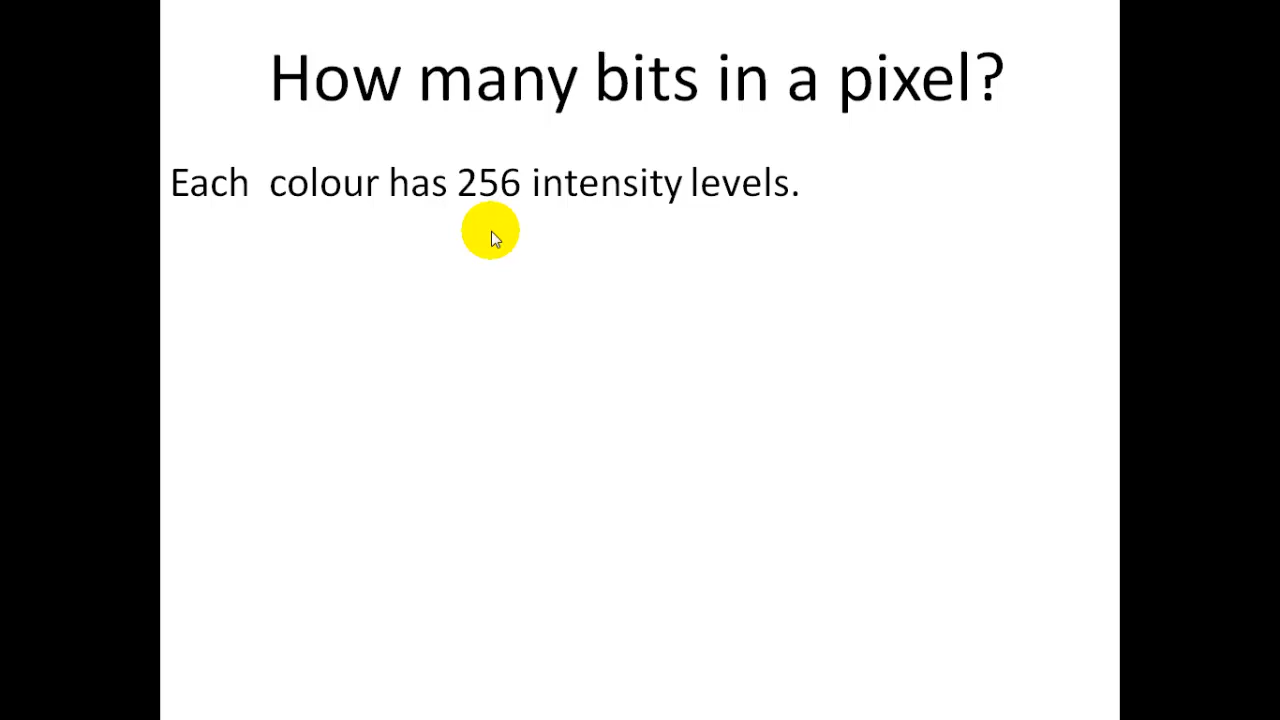 How many bits in a pixel?
Each colour has 256 intensity levels.